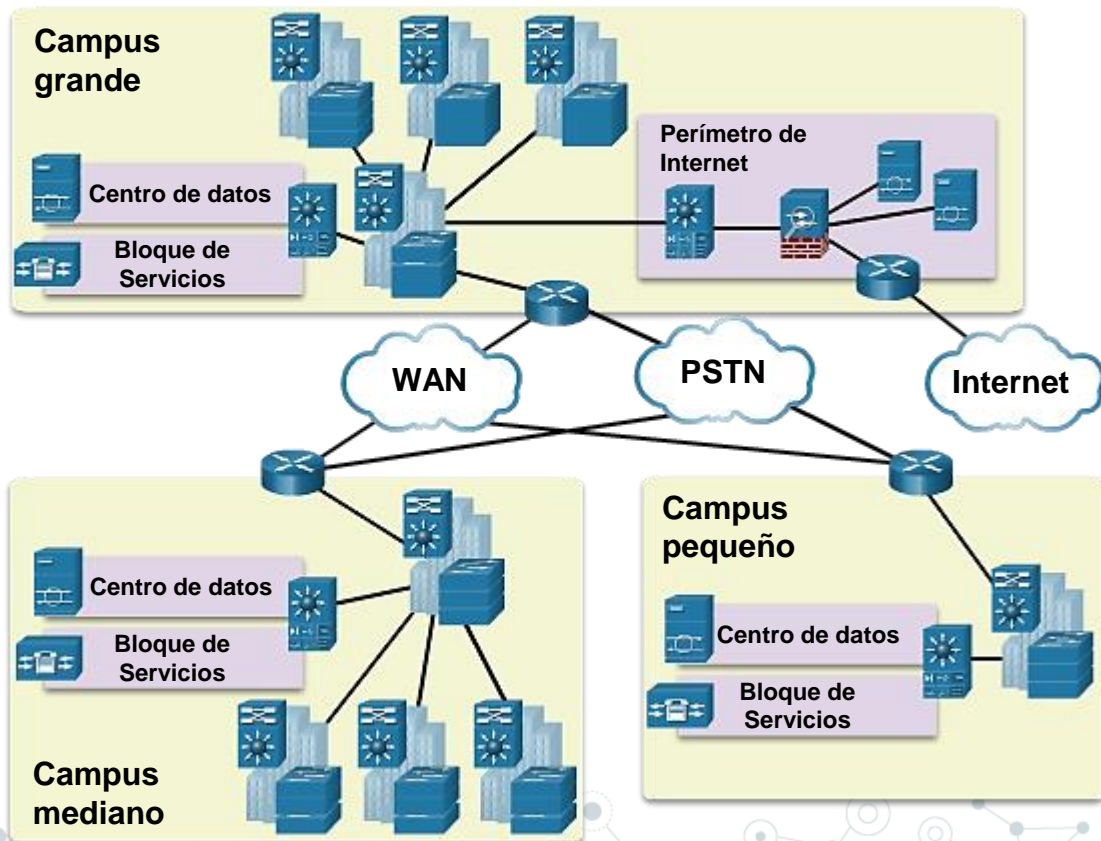 Campus
grande
Perímetro de
Internet
Centro de datos
Bloque de
Servicios
WAN
PSTN
Internet
Campus
pequeño
Centro de datos
Bloque de
Servicios
Centro de datos
Bloque de
Servicios
Campus
mediano